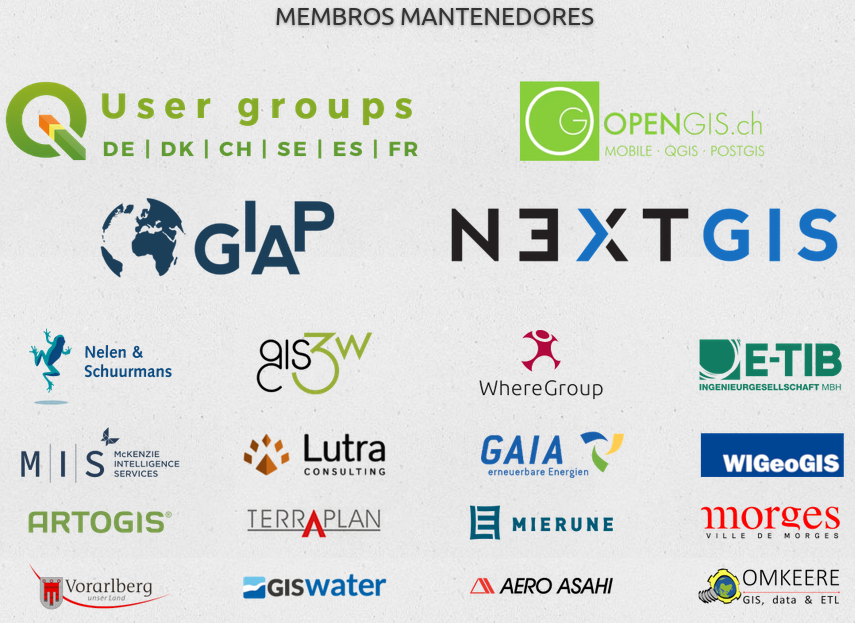 MEMBROS MANTENEDORES
User groups
DE | DK | CH | SE | ES | FR
OPENGIS.ch
MOBILE · QGIS · POSTGIS
GIAP
NEXTGIS
Nelen &
Schuurmans
gis3w
WhereGroup
E-TIB
INGENIEURGESELLSCHAFT MBH
MIS
McKENZIE
INTELLIGENCE
SERVICES
Lutra
CONSULTING
GAIA
erneuerbare Energien
WIGeoGIS
ARTOGIS®
TERRAPLAN
MIERUNE
morges
VILLE DE MORGES
Vorarlberg
unser Land
GISwater
AERO ASAHI
OMKEERE
GIS, data & ETL